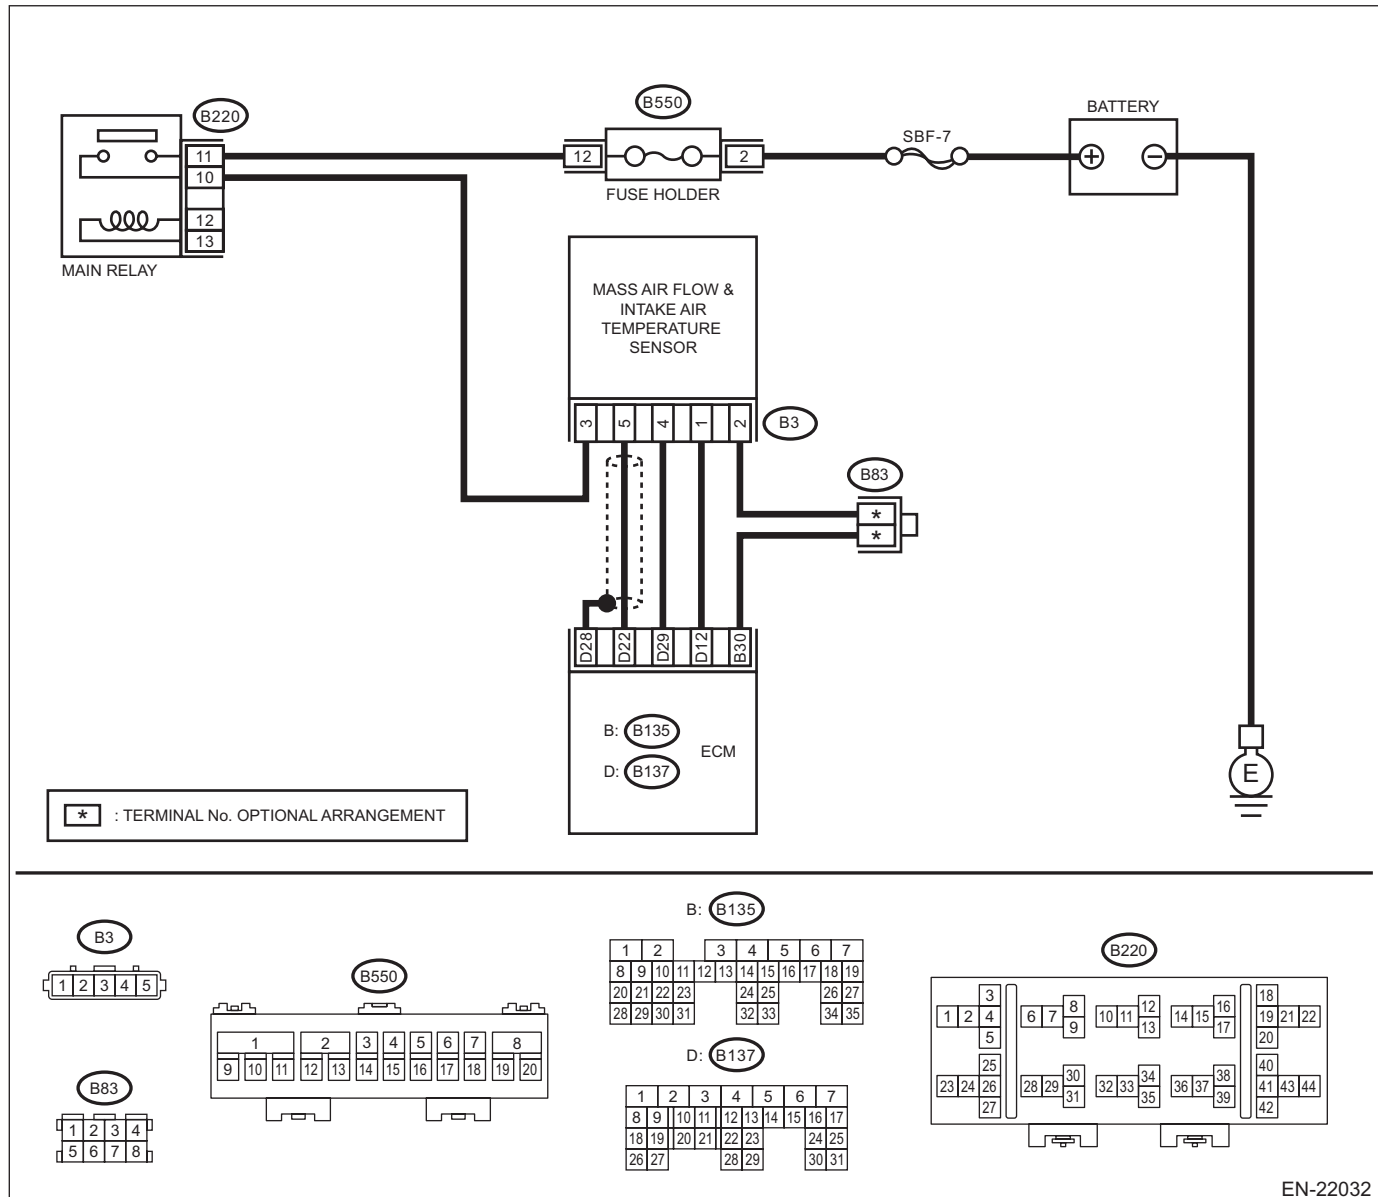 B220
B550
BATTERY
SBF-7
11
10
12
13
12
2
+
−
FUSE HOLDER
MAIN RELAY
MASS AIR FLOW &
INTAKE AIR
TEMPERATURE
SENSOR
3 5 4 1 2
B3
B83
*
*
D28 D22 D29 D12 B30
B: B135
ECM
D: B137
E
* : TERMINAL No. OPTIONAL ARRANGEMENT
B3
1 2 3 4 5
B83
1 2 3 4
5 6 7 8
B550
1 2 3 4 5 6 7 8
9 10 11 12 13 14 15 16 17 18 19 20
B: B135
1 2 3 4 5 6 7
8 9 10 11 12 13 14 15 16 17 18 19
20 21 22 23 24 25 26 27
28 29 30 31 32 33 34 35
D: B137
1 2 3 4 5 6 7
8 9 10 11 12 13 14 15 16 17
18 19 20 21 22 23 24 25
26 27 28 29 30 31
B220
3 8 12 16 18
1 2 4 6 7 10 11 14 15 19 21 22
5 9 13 17 20
25 30 34 38 40
23 24 26 28 29 32 33 36 37 41 43 44
27 31 35 39 42
EN-22032